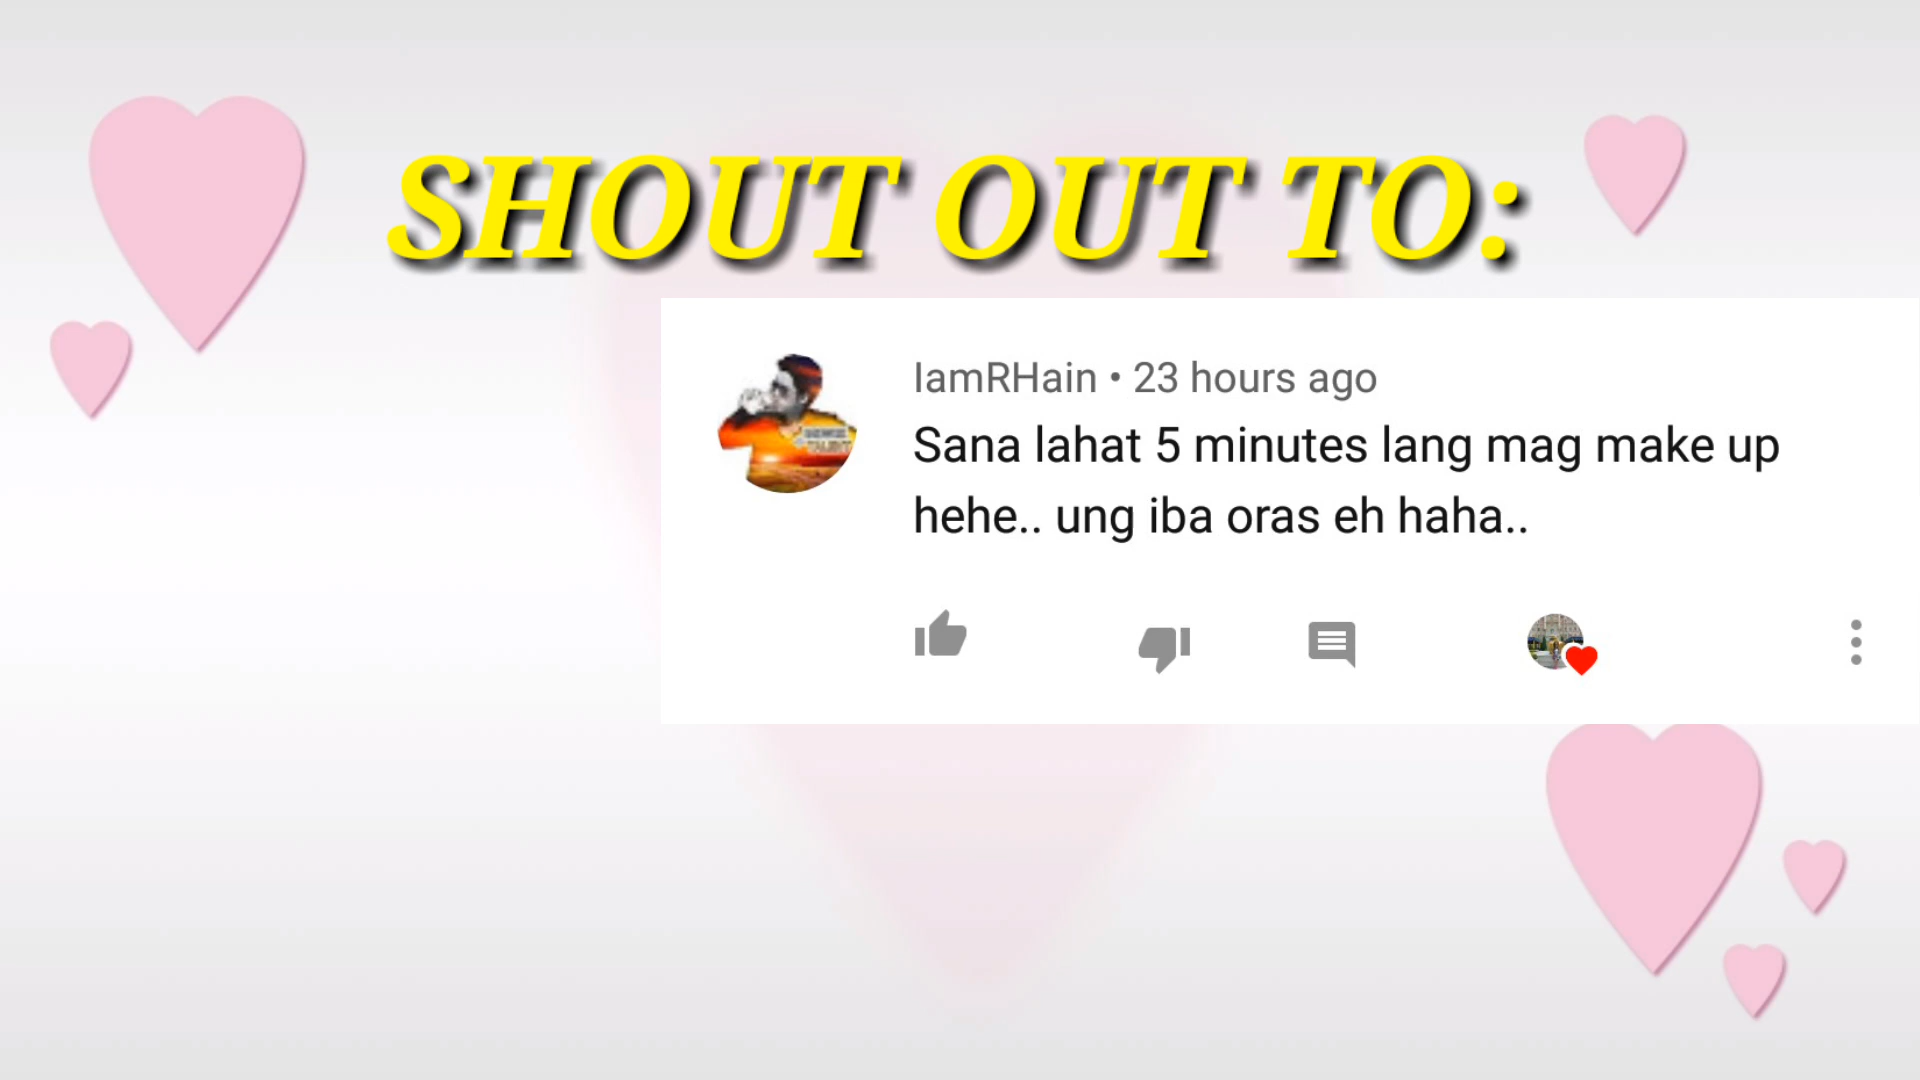 SHOUT OUT TO:
IamRHain • 23 hours ago
Sana lahat 5 minutes lang mag make up
hehe.. ung iba oras eh haha..